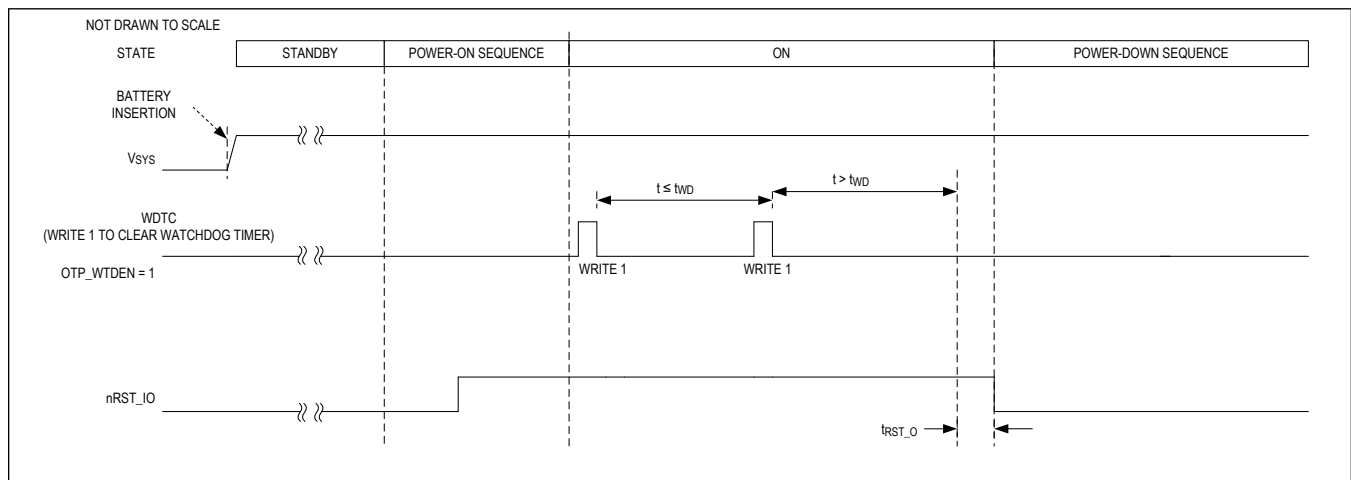 NOT DRAWN TO SCALE
STATE
STANDBY
POWER-ON SEQUENCE
ON
POWER-DOWN SEQUENCE
BATTERY
INSERTION
VSYS
t ≤ tWD
t > tWD
WDTC
(WRITE 1 TO CLEAR WATCHDOG TIMER)
OTP_WTDEN = 1
WRITE 1
WRITE 1
nRST_IO
tRST_O